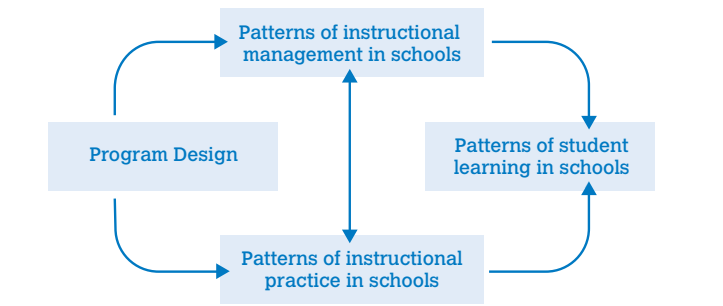 Patterns of instructional
management in schools
Program Design
Patterns of student
learning in schools
Patterns of instructional
practice in schools